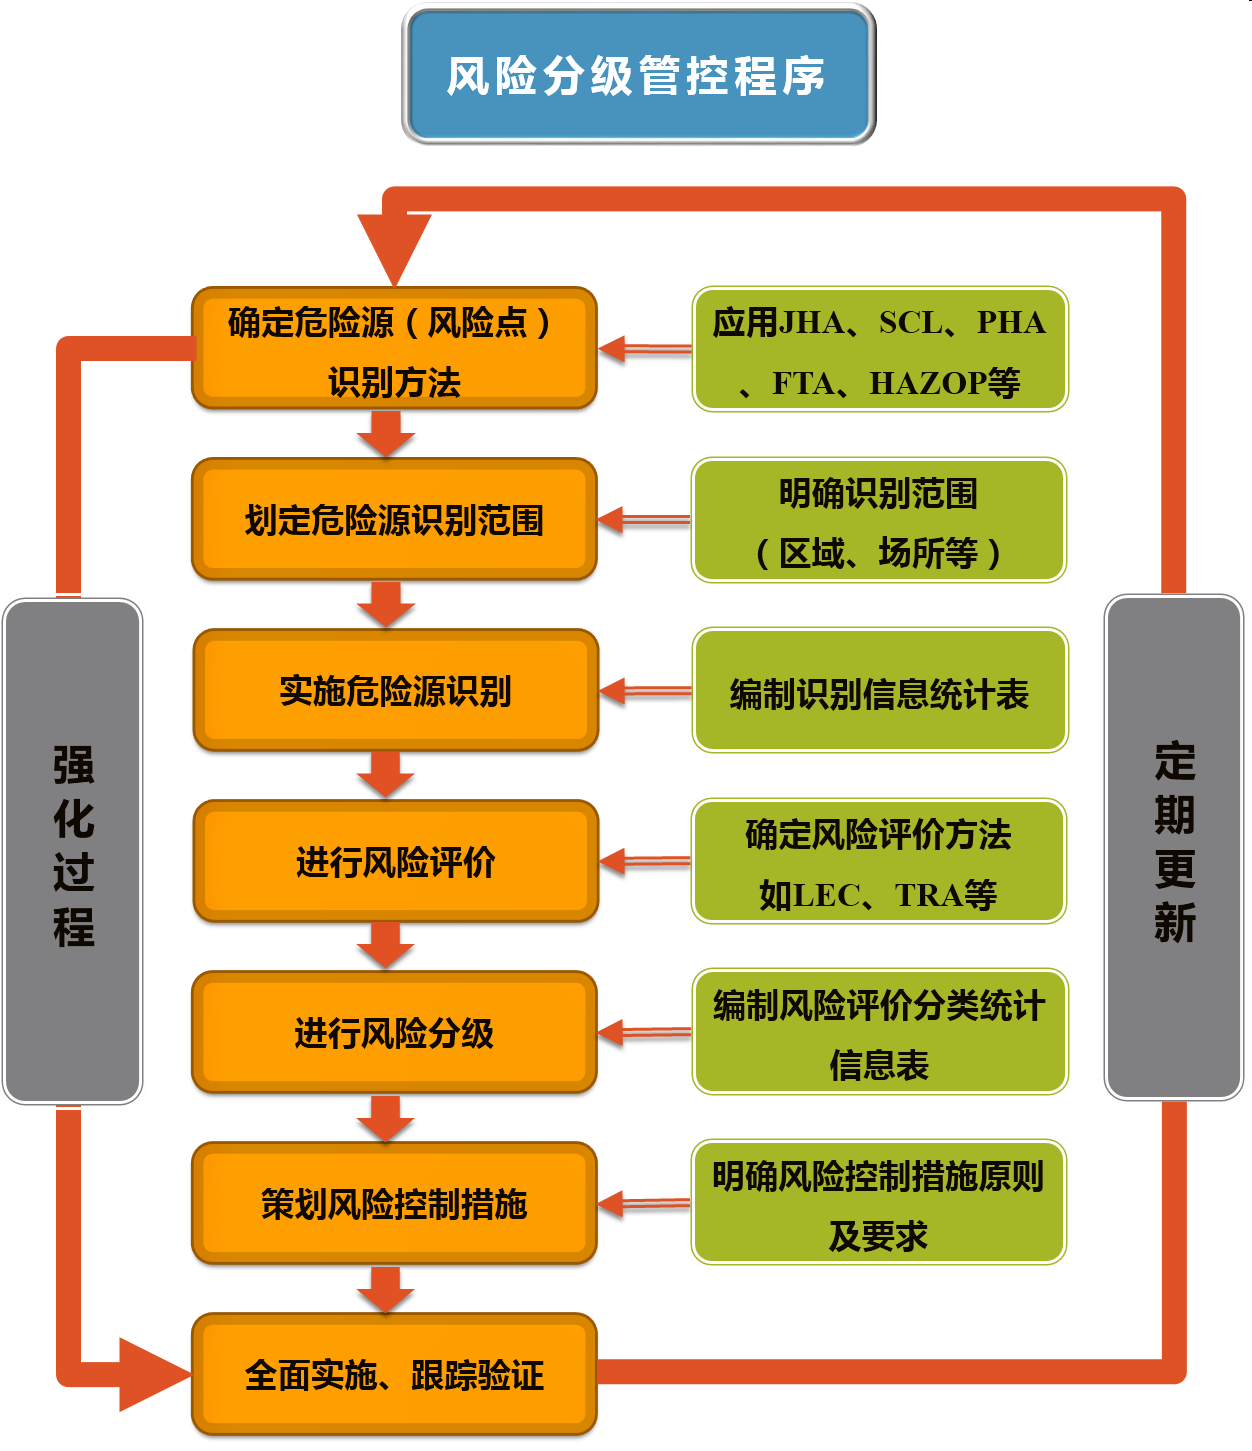 风险分级管控程序
确定危险源（风险点）
识别方法
应用JHA、SCL、PHA
、FTA、HAZOP等
划定危险源识别范围
明确识别范围
（区域、场所等）
实施危险源识别
编制识别信息统计表
强
化
过
程
定
期
更
新
进行风险评价
确定风险评价方法
如LEC、TRA等
进行风险分级
编制风险评价分类统计
信息表
策划风险控制措施
明确风险控制措施原则
及要求
全面实施、跟踪验证